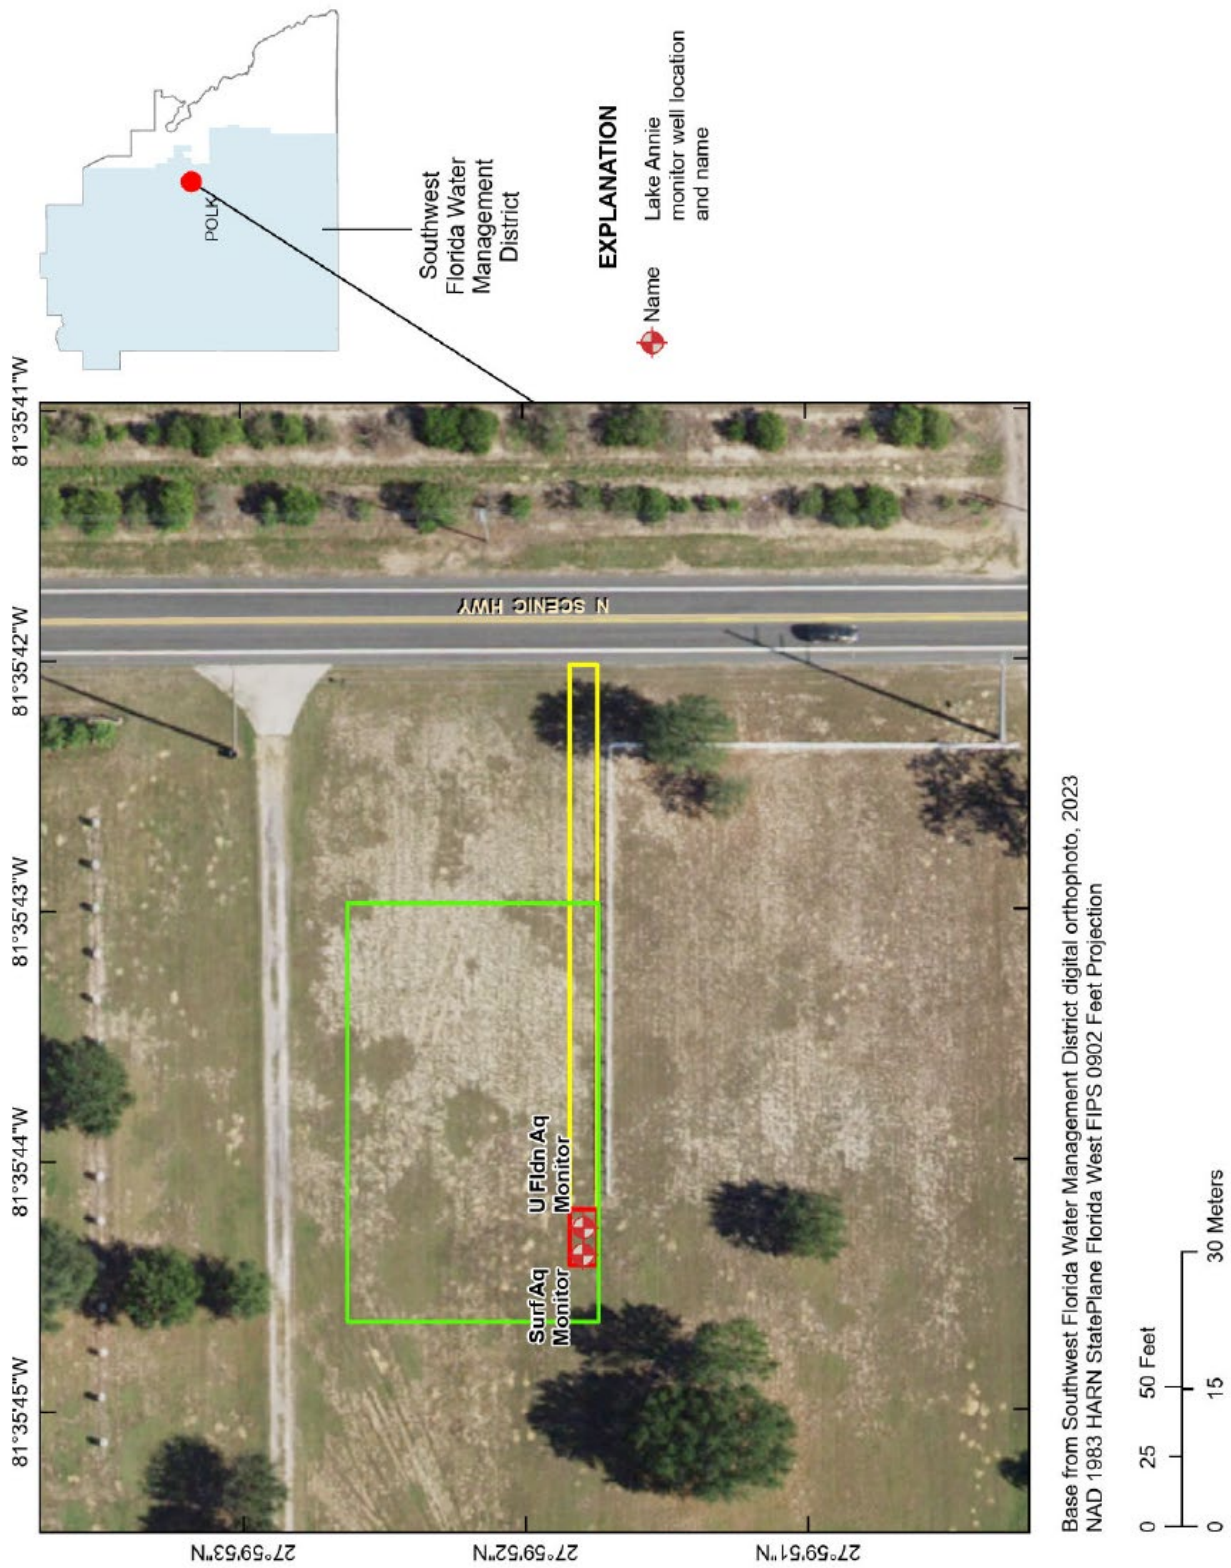 81°35'45"W
81°35'44"W
81°35'43"W
81°35'42"W
81°35'41"W
27°59'53"N
27°59'52"N
27°59'51"N
N SCENIC HWY
Surf Aq
Monitor
U Fldn Aq
Monitor
POLK
Southwest
Florida Water
Management
District
EXPLANATION
Name
Lake Annie
monitor well location
and name
Base from Southwest Florida Water Management District digital orthophoto, 2023
NAD 1983 HARN StatePlane Florida West FIPS 0902 Feet Projection
0 25 50 Feet
0 15 30 Meters